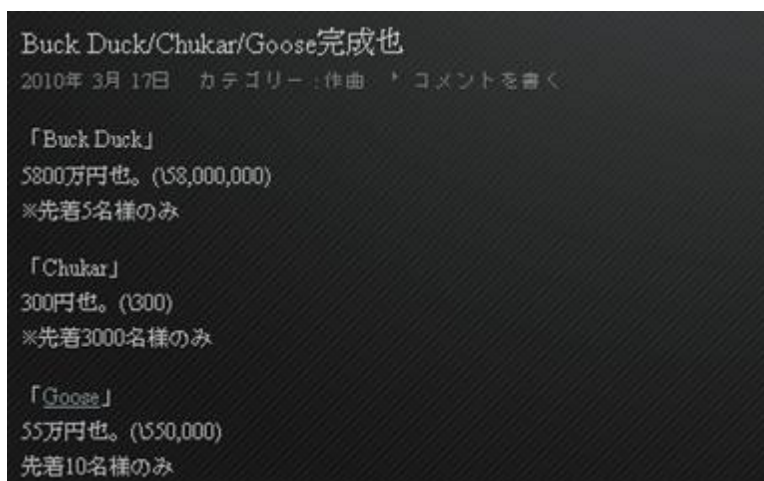 Buck Duck/Chukar/Goose完成也
2010年 3月 17日 カテゴリー :作曲 ‣ コメントを書く
「Buck Duck」
5800万円也。(\58,000,000)
※先着5名様のみ
「Chukar」
300円也。(\300)
※先着3000名様のみ
「Goose」
55万円也。(\550,000)
先着10名様のみ